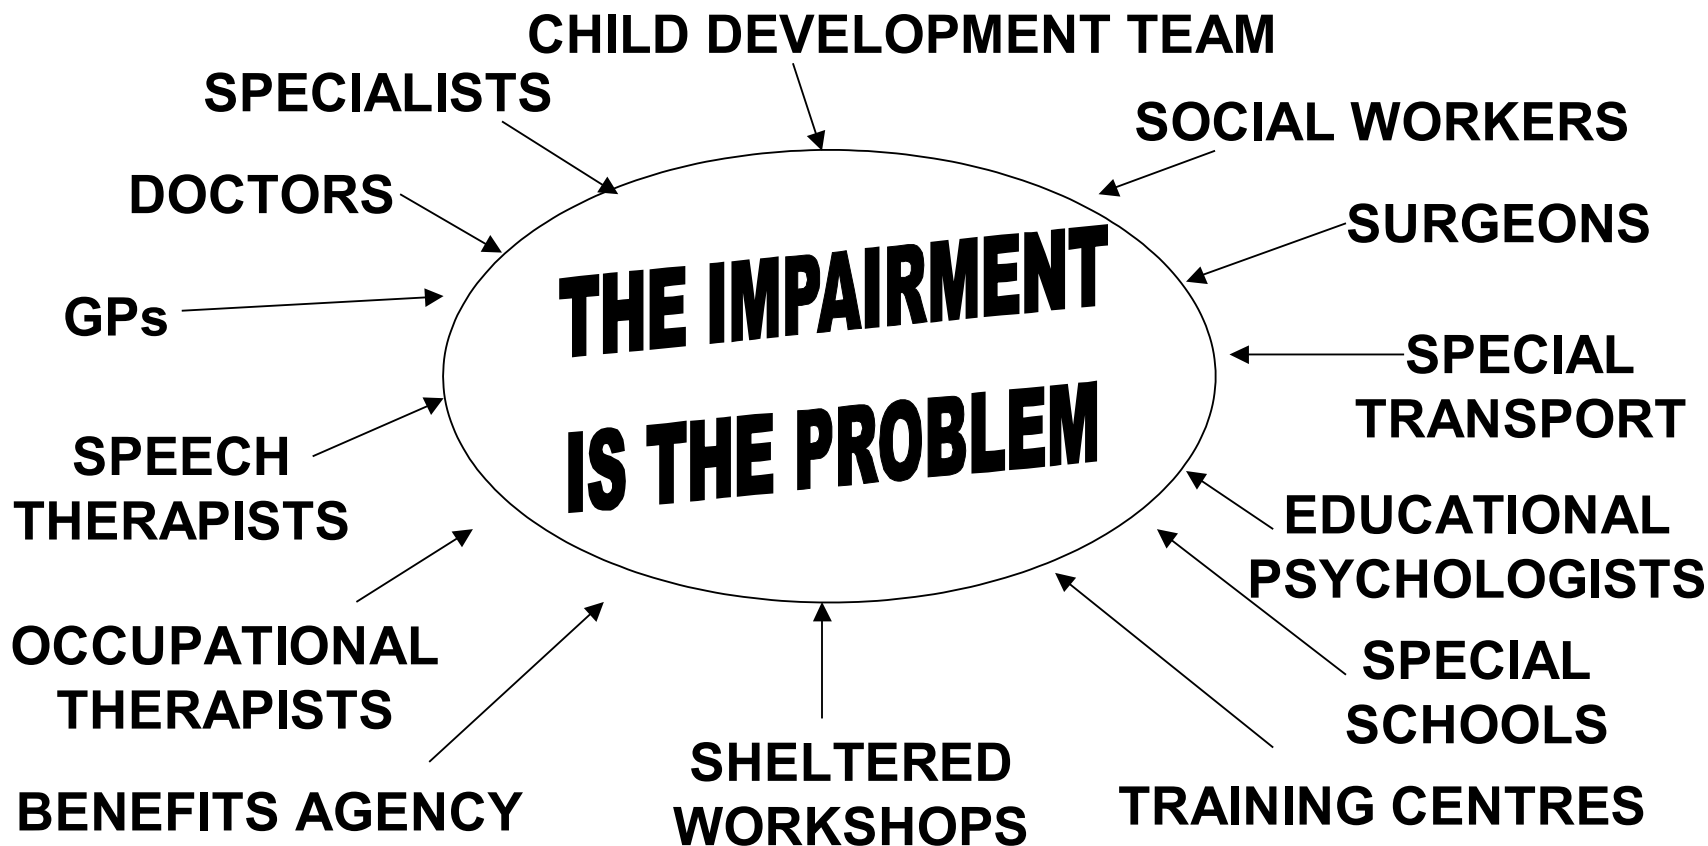 CHILD DEVELOPMENT TEAM
SPECIALISTS
SOCIAL WORKERS
DOCTORS
SURGEONS
THE IMPAIRMENT
IS THE PROBLEM
GPs
SPECIAL
TRANSPORT
SPEECH
THERAPISTS
EDUCATIONAL
PSYCHOLOGISTS
OCCUPATIONAL
THERAPISTS
SPECIAL
SCHOOLS
BENEFITS AGENCY
SHELTERED
WORKSHOPS
TRAINING CENTRES